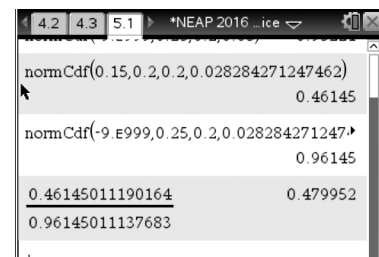 4.2 4.3 5.1 *NEAP 2016 ...ice
normCdf(0.15,0.2,0.2,0.028284271247462)
0.46145
normCdf(-9.E999,0.25,0.2,0.028284271247
0.96145
0.46145011190164 0.479952
0.96145011137683